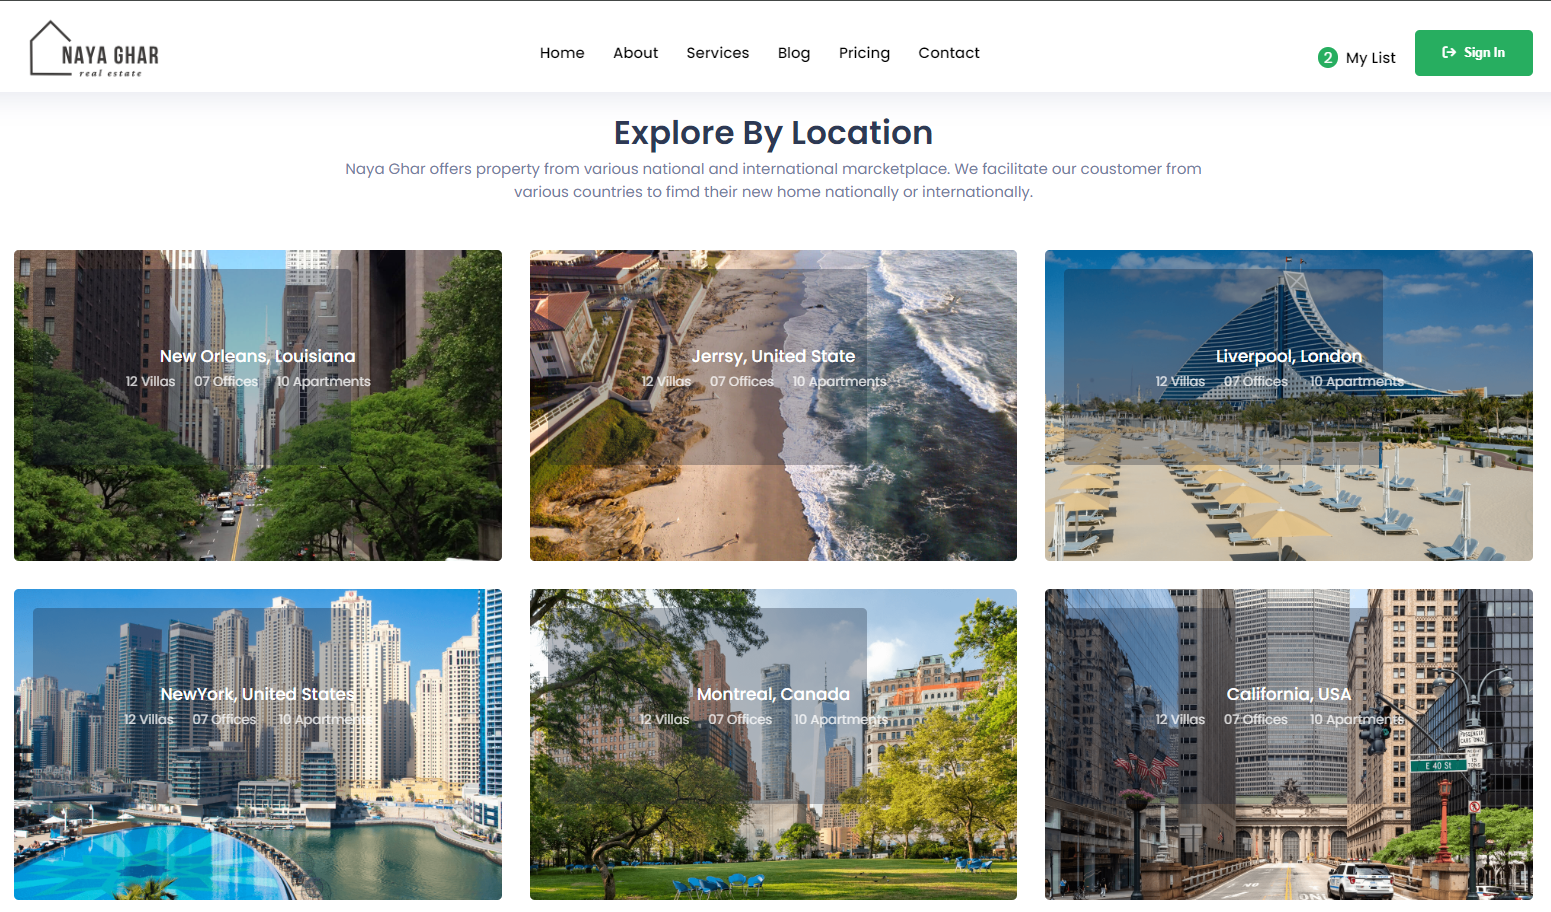 NAYA GHAR
real estate
Home About Services Blog Pricing Contact
2 My List
Sign In
Explore By Location
Naya Ghar offers property from various national and international marcketplace. We facilitate our coustomer from
various countries to fimd their new home nationally or internationally.
New Orleans, Louisiana
12 Villas 07 Offices 10 Apartments
Jerrsy, United State
12 Villas 07 Offices 10 Apartments
Liverpool, London
12 Villas 07 Offices 10 Apartments
NewYork, United States
12 Villas 07 Offices 10 Apartments
Montreal, Canada
12 Villas 07 Offices 10 Apartments
California, USA
12 Villas 07 Offices 10 Apartments
PASSENGER
CARS ONLY
E 40 St